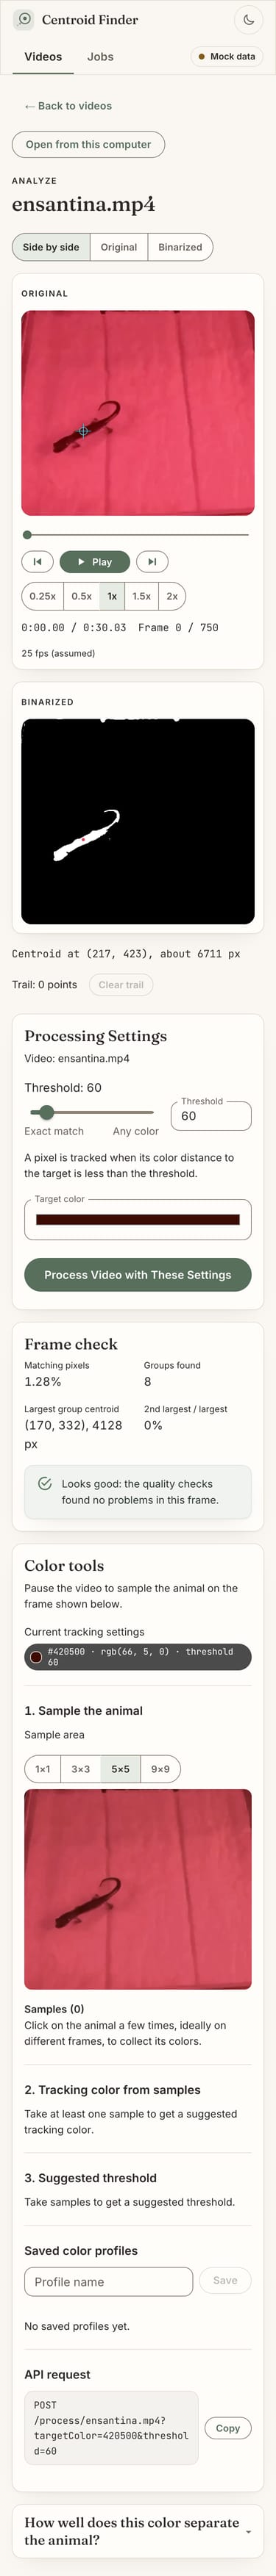 Centroid Finder
Videos
Jobs
Mock data
← Back to videos
Open from this computer
ANALYZE
ensantina.mp4
Side by side
Original
Binarized
ORIGINAL
Play
0.25x
0.5x
1x
1.5x
2x
0:00.00 / 0:30.03 Frame 0 / 750
25 fps (assumed)
BINARIZED
Centroid at (217, 423), about 6711 px
Trail: 0 points
Clear trail
Processing Settings
Video: ensantina.mp4
Threshold: 60
Threshold
60
Exact match
Any color
A pixel is tracked when its color distance to
the target is less than the threshold.
Target color
Process Video with These Settings
Frame check
Matching pixels
1.28%
Groups found
8
Largest group centroid
(170, 332), 4128
px
2nd largest / largest
0%
Looks good: the quality checks
found no problems in this frame.
Color tools
Pause the video to sample the animal on the
frame shown below.
Current tracking settings
#420500 · rgb(66, 5, 0) · threshold
60
1. Sample the animal
Sample area
1×1
3×3
5×5
9×9
Samples (0)
Click on the animal a few times, ideally on
different frames, to collect its colors.
2. Tracking color from samples
Take at least one sample to get a suggested
tracking color.
3. Suggested threshold
Take samples to get a suggested threshold.
Saved color profiles
Profile name
Save
No saved profiles yet.
API request
POST
/process/ensantina.mp4?
targetColor=420500&threshol
d=60
Copy
How well does this color separate
the animal?